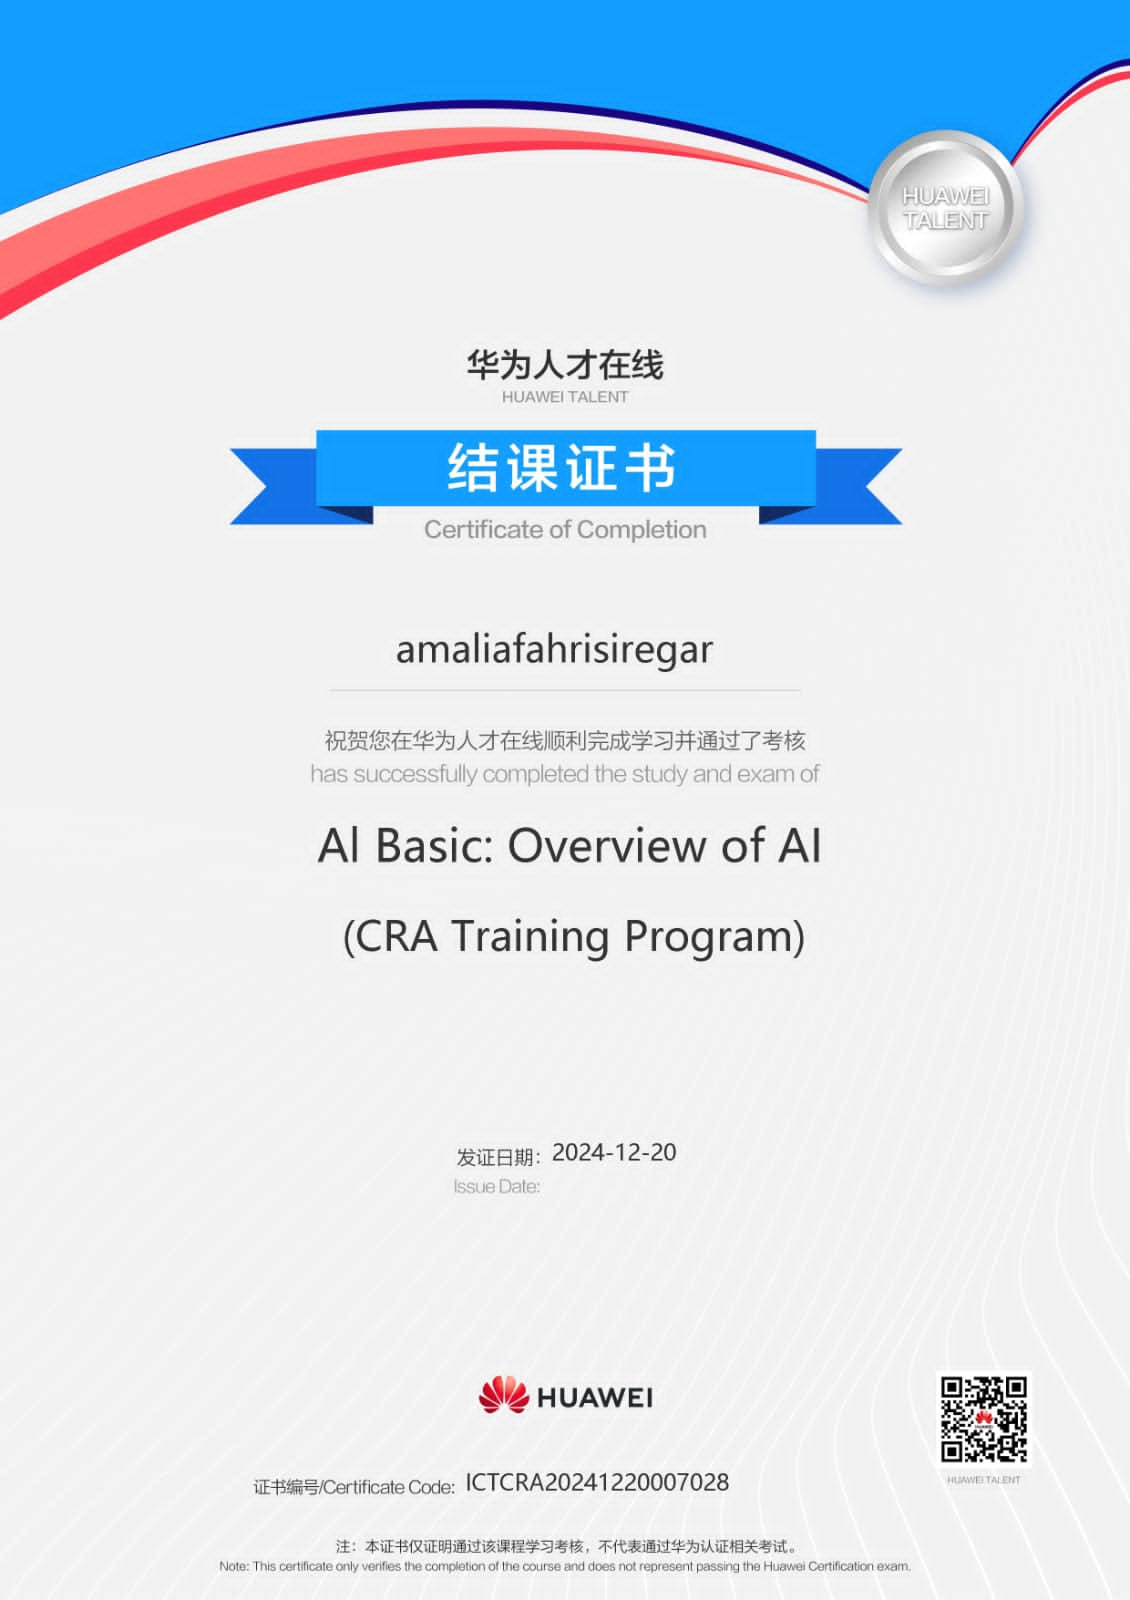 HUAWEI
TALENT
华为人才在线
HUAWEI TALENT
结课证书
Certificate of Completion
amaliafahrisiregar
祝贺您在华为人才在线顺利完成学习并通过了考核
has successfully completed the study and exam of
AI Basic: Overview of AI
(CRA Training Program)
发证日期: 2024-12-20
Issue Date:
HUAWEI
HUAWEI TALENT
证书编号/Certificate Code: ICTCRA20241220007028
注：本证书仅证明通过该课程学习考核，不代表通过华为认证相关考试。
Note: This certificate only verifies the completion of the course and does not represent passing the Huawei Certification exam.